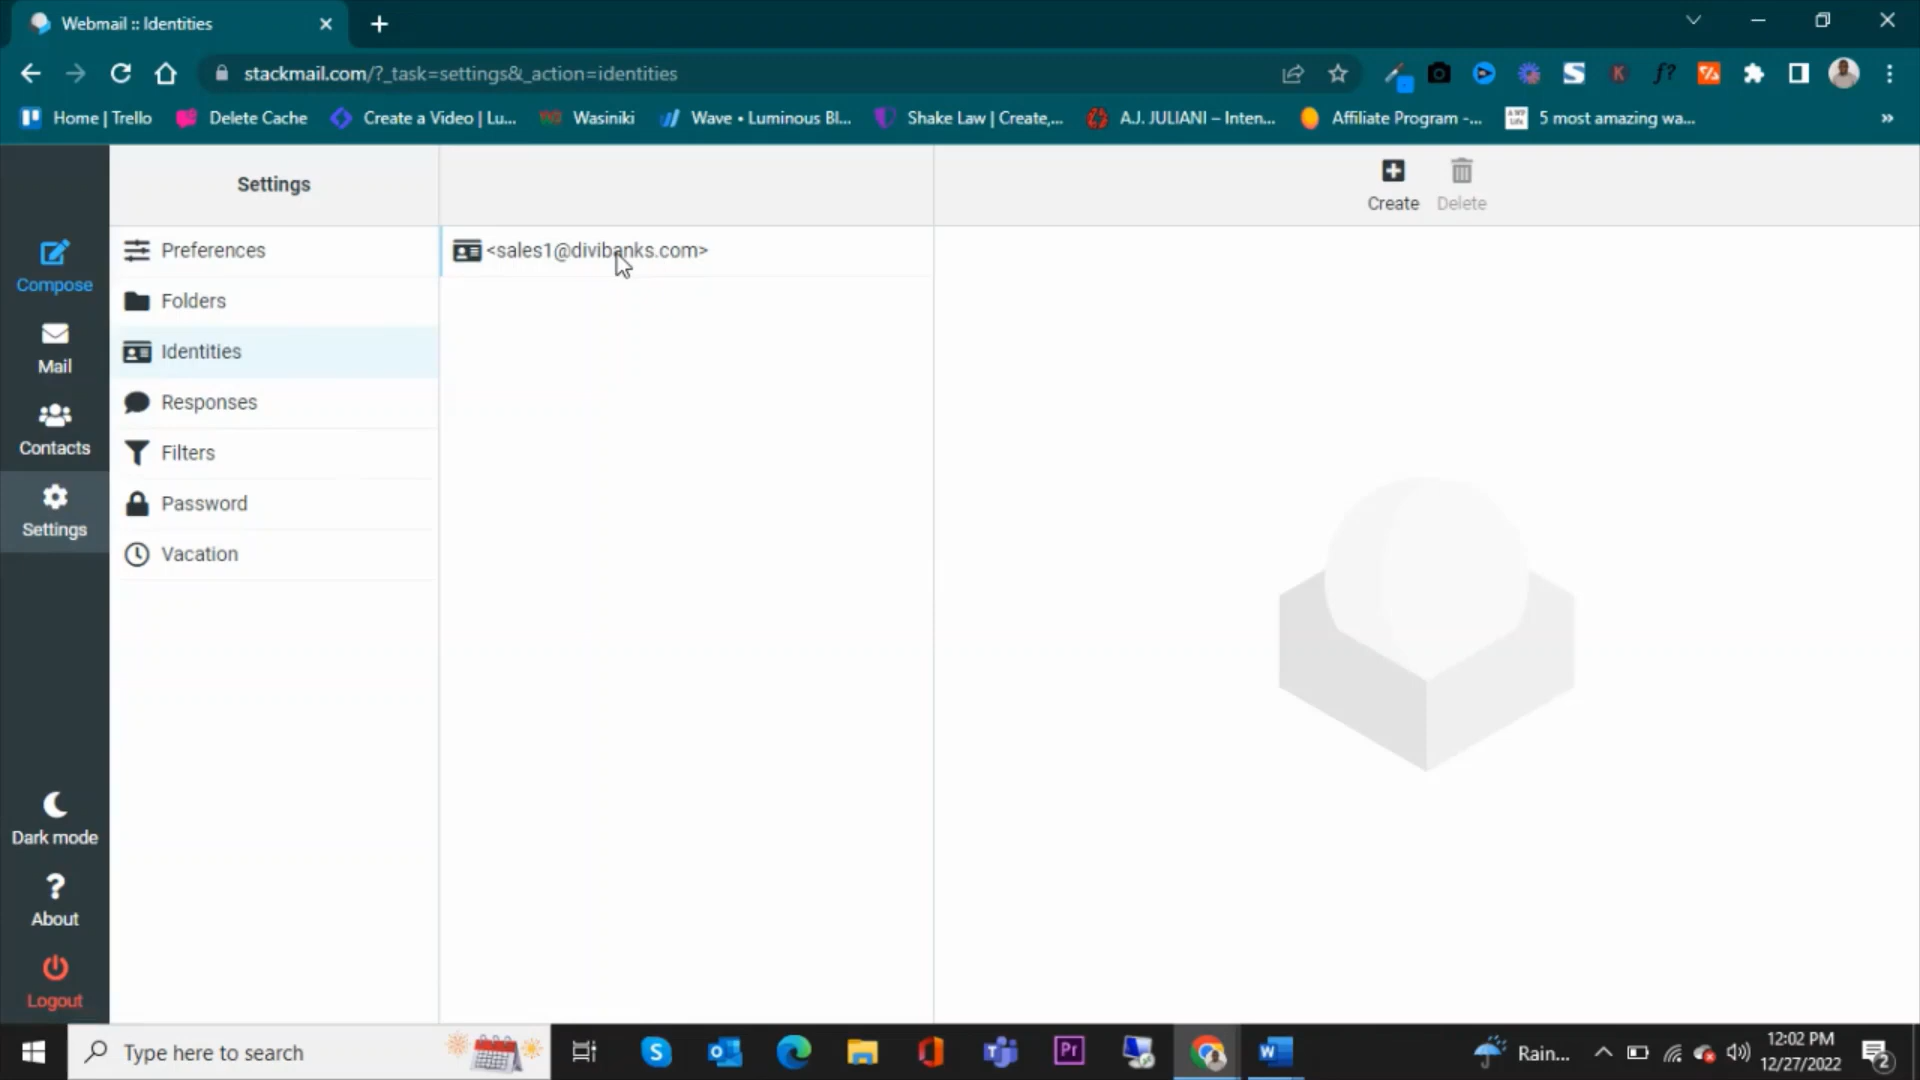 Webmail :: Identities
stackmail.com/?_task=settings&_action=identities
Home | Trello
Delete Cache
Create a Video | Lu...
Wasiniki
Wave • Luminous Bl...
Shake Law | Create,...
A.J. JULIANI – Inten...
Affiliate Program -...
5 most amazing wa...
»
Settings
Create
Delete
Compose
Mail
Contacts
Settings
Dark mode
About
Logout
Preferences
Folders
Identities
Responses
Filters
Password
Vacation
<sales1@divibanks.com>
Type here to search
Rain...
12:02 PM
12/27/2022
2